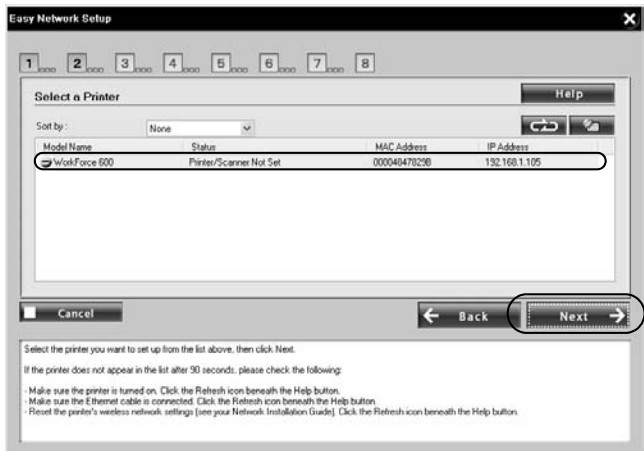 Easy Network Setup
1 2 3 4 5 6 7 8
Select a Printer
Help
Sort by :
None
Model Name Status MAC Address IP Address
WorkForce 600 Printer/Scanner Not Set 000048478298 192.168.1.105
Cancel
Back
Next
Select the printer you want to set up from the list above, then click Next.
If the printer does not appear in the list after 90 seconds, please check the following:
- Make sure the printer is turned on. Click the Refresh icon beneath the Help button.
- Make sure the Ethernet cable is connected. Click the Refresh icon beneath the Help button.
- Reset the printer's wireless network settings (see your Network Installation Guide). Click the Refresh icon beneath the Help button.